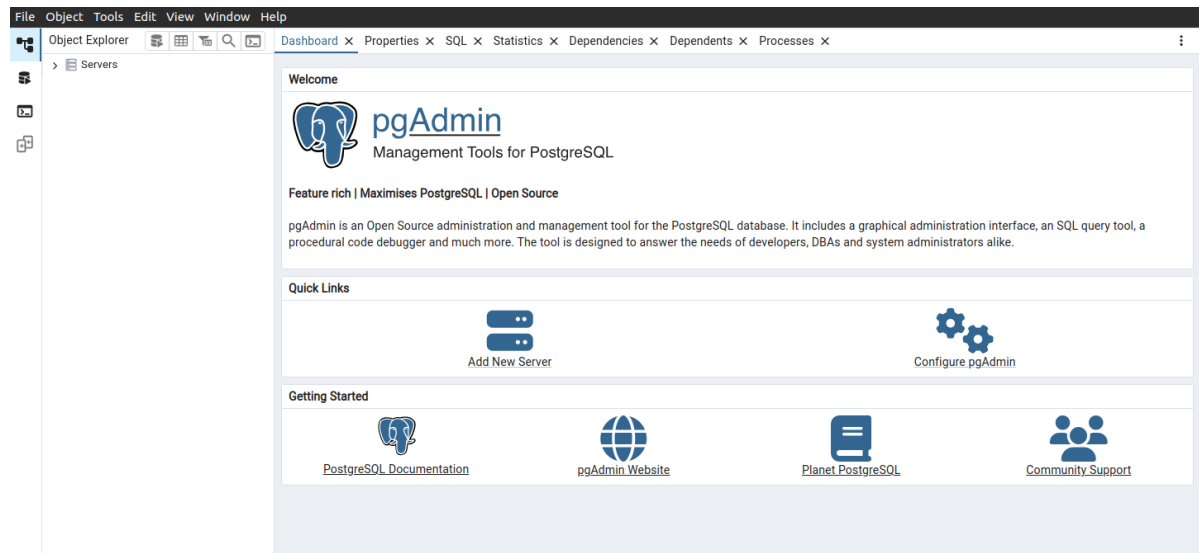 File Object Tools Edit View Window Help
Object Explorer
Dashboard Properties SQL Statistics Dependencies Dependents Processes
Servers
Welcome
pgAdmin
Management Tools for PostgreSQL
Feature rich | Maximises PostgreSQL | Open Source
pgAdmin is an Open Source administration and management tool for the PostgreSQL database. It includes a graphical administration interface, an SQL query tool, a
procedural code debugger and much more. The tool is designed to answer the needs of developers, DBAs and system administrators alike.
Quick Links
Add New Server
Configure pgAdmin
Getting Started
PostgreSQL Documentation
pgAdmin Website
Planet PostgreSQL
Community Support